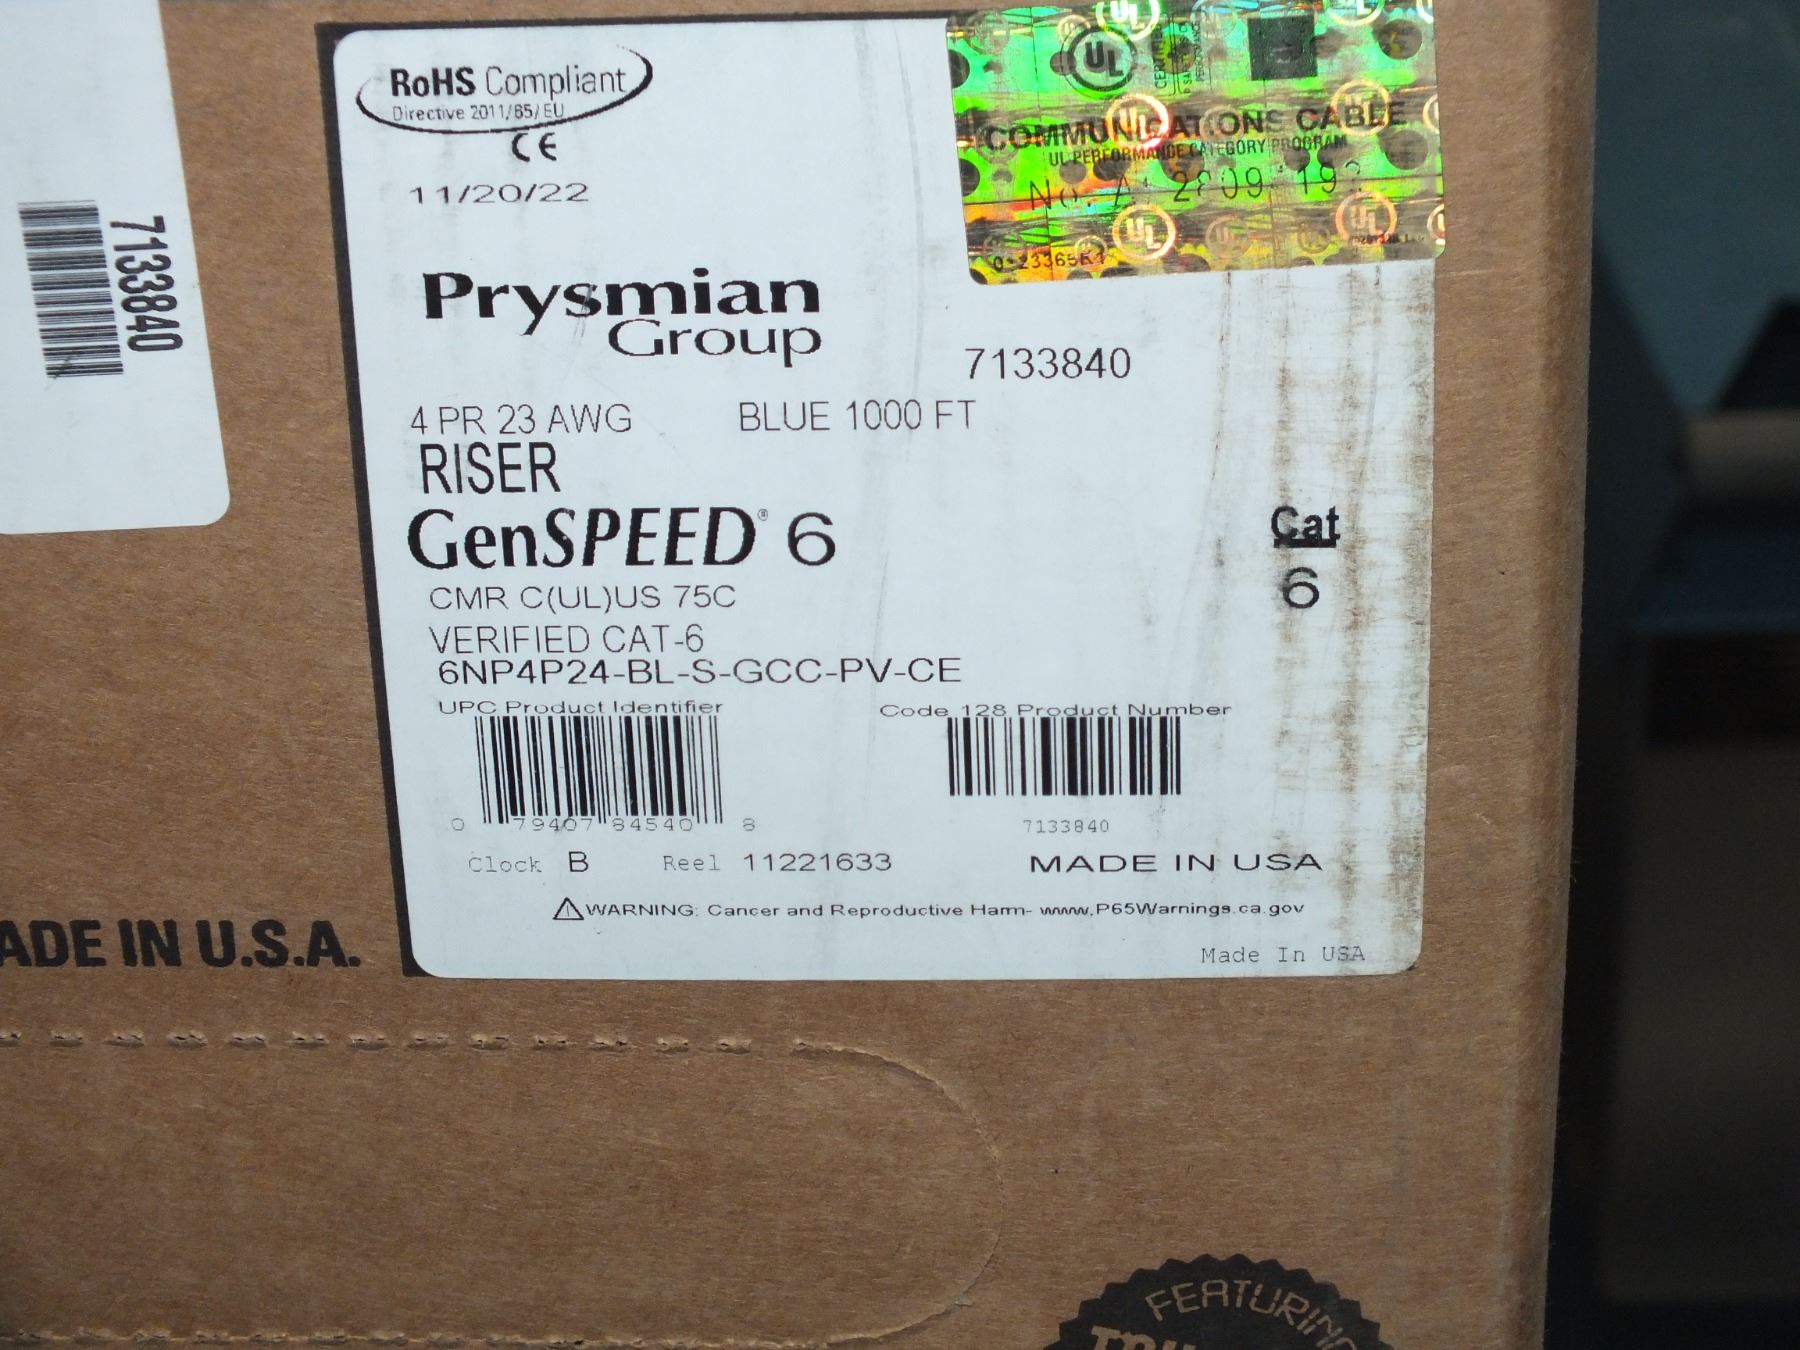 RoHS Compliant
Directive 2011/65/EU
CE
11/20/22
UL
COMMUNICATIONS CABLE
UL PERFORMANCE CATEGORY PROGRAM
7133840
Prysmian
Group
7133840
4 PR 23 AWG BLUE 1000 FT
RISER
GenSPEED® 6
Cat
6
CMR C(UL)US 75C
VERIFIED CAT-6
6NP4P24-BL-S-GCC-PV-CE
UPC Product Identifier Code 128 Product Number
0 79407 84540 8
7133840
Clock B Reel 11221633 MADE IN USA
WARNING: Cancer and Reproductive Harm- www.P65Warnings.ca.gov
Made In USA
ADE IN U.S.A.
FEATURING